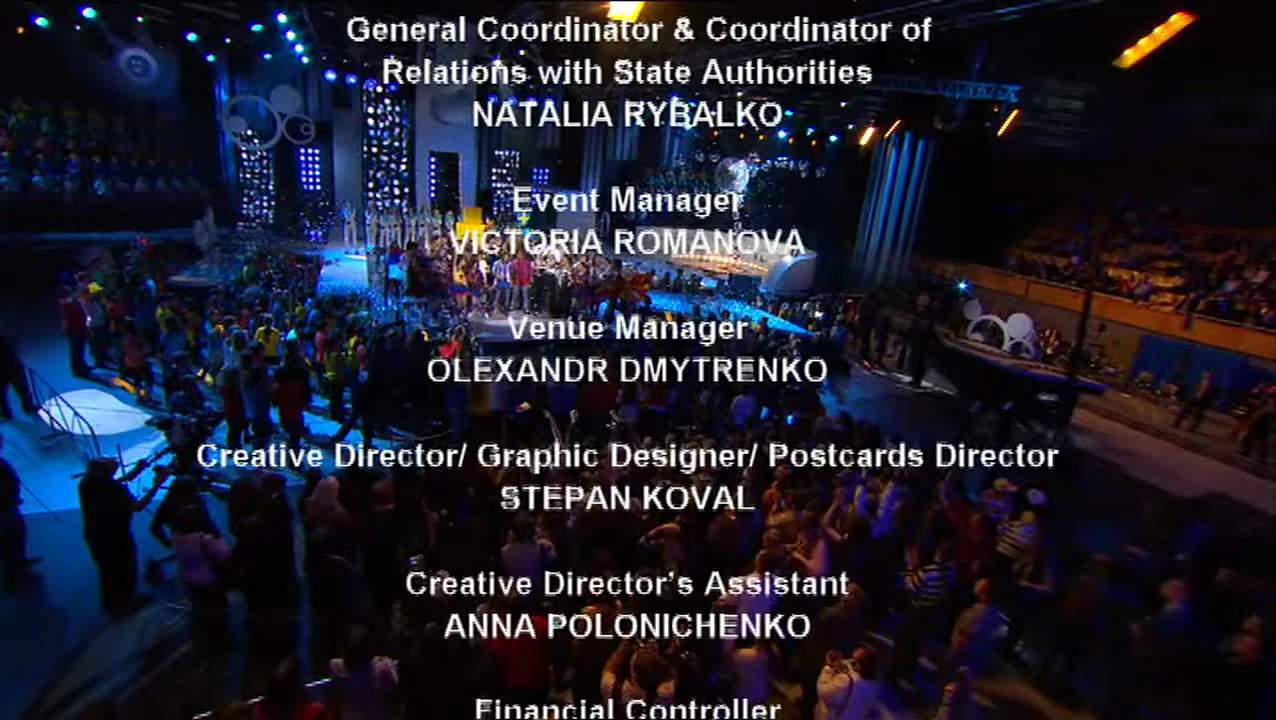 General Coordinator & Coordinator of
Relations with State Authorities
NATALIA RYBALKO
Event Manager
VICTORIA ROMANOVA
Venue Manager
OLEXANDR DMYTRENKO
Creative Director/ Graphic Designer/ Postcards Director
STEPAN KOVAL
Creative Director's Assistant
ANNA POLONICHENKO
Financial Controller